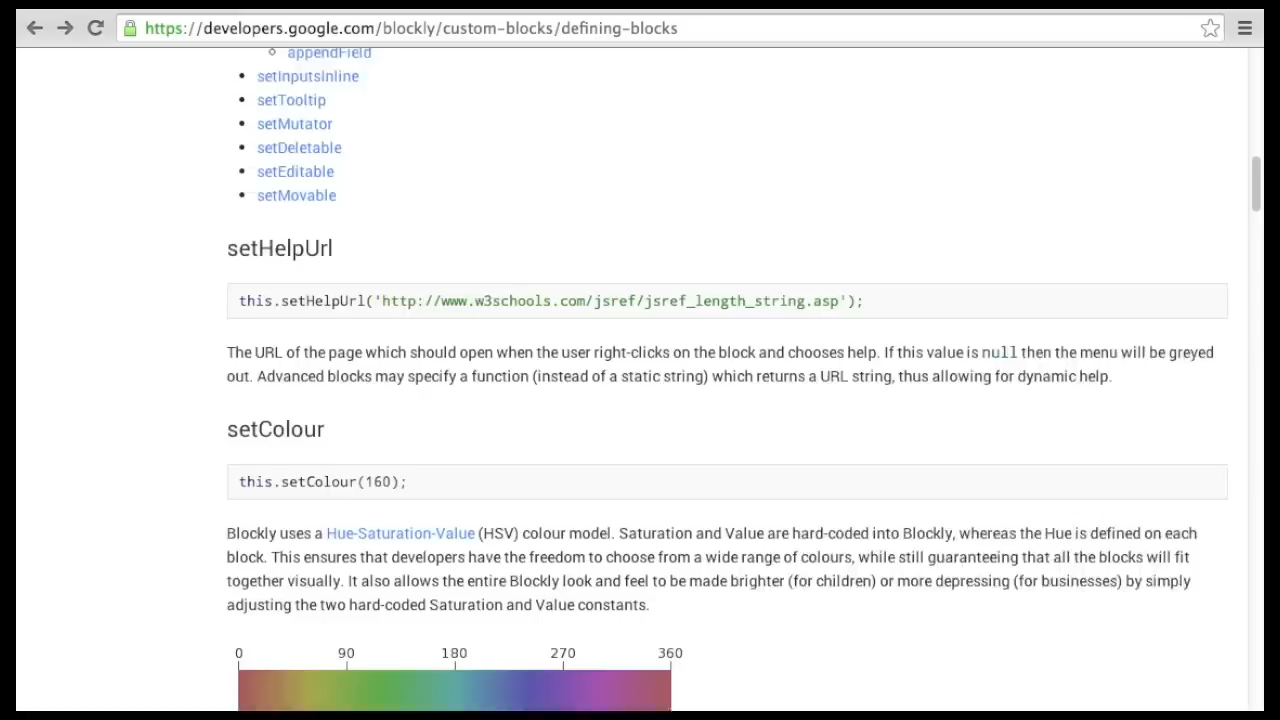 https://developers.google.com/blockly/custom-blocks/defining-blocks
appendField
setInputsInline
setTooltip
setMutator
setDeletable
setEditable
setMovable
setHelpUrl
this.setHelpUrl('http://www.w3schools.com/jsref/jsref_length_string.asp');
The URL of the page which should open when the user right-clicks on the block and chooses help. If this value is null then the menu will be greyed
out. Advanced blocks may specify a function (instead of a static string) which returns a URL string, thus allowing for dynamic help.
setColour
this.setColour(160);
Blockly uses a Hue-Saturation-Value (HSV) colour model. Saturation and Value are hard-coded into Blockly, whereas the Hue is defined on each
block. This ensures that developers have the freedom to choose from a wide range of colours, while still guaranteeing that all the blocks will fit
together visually. It also allows the entire Blockly look and feel to be made brighter (for children) or more depressing (for businesses) by simply
adjusting the two hard-coded Saturation and Value constants.
0 90 180 270 360